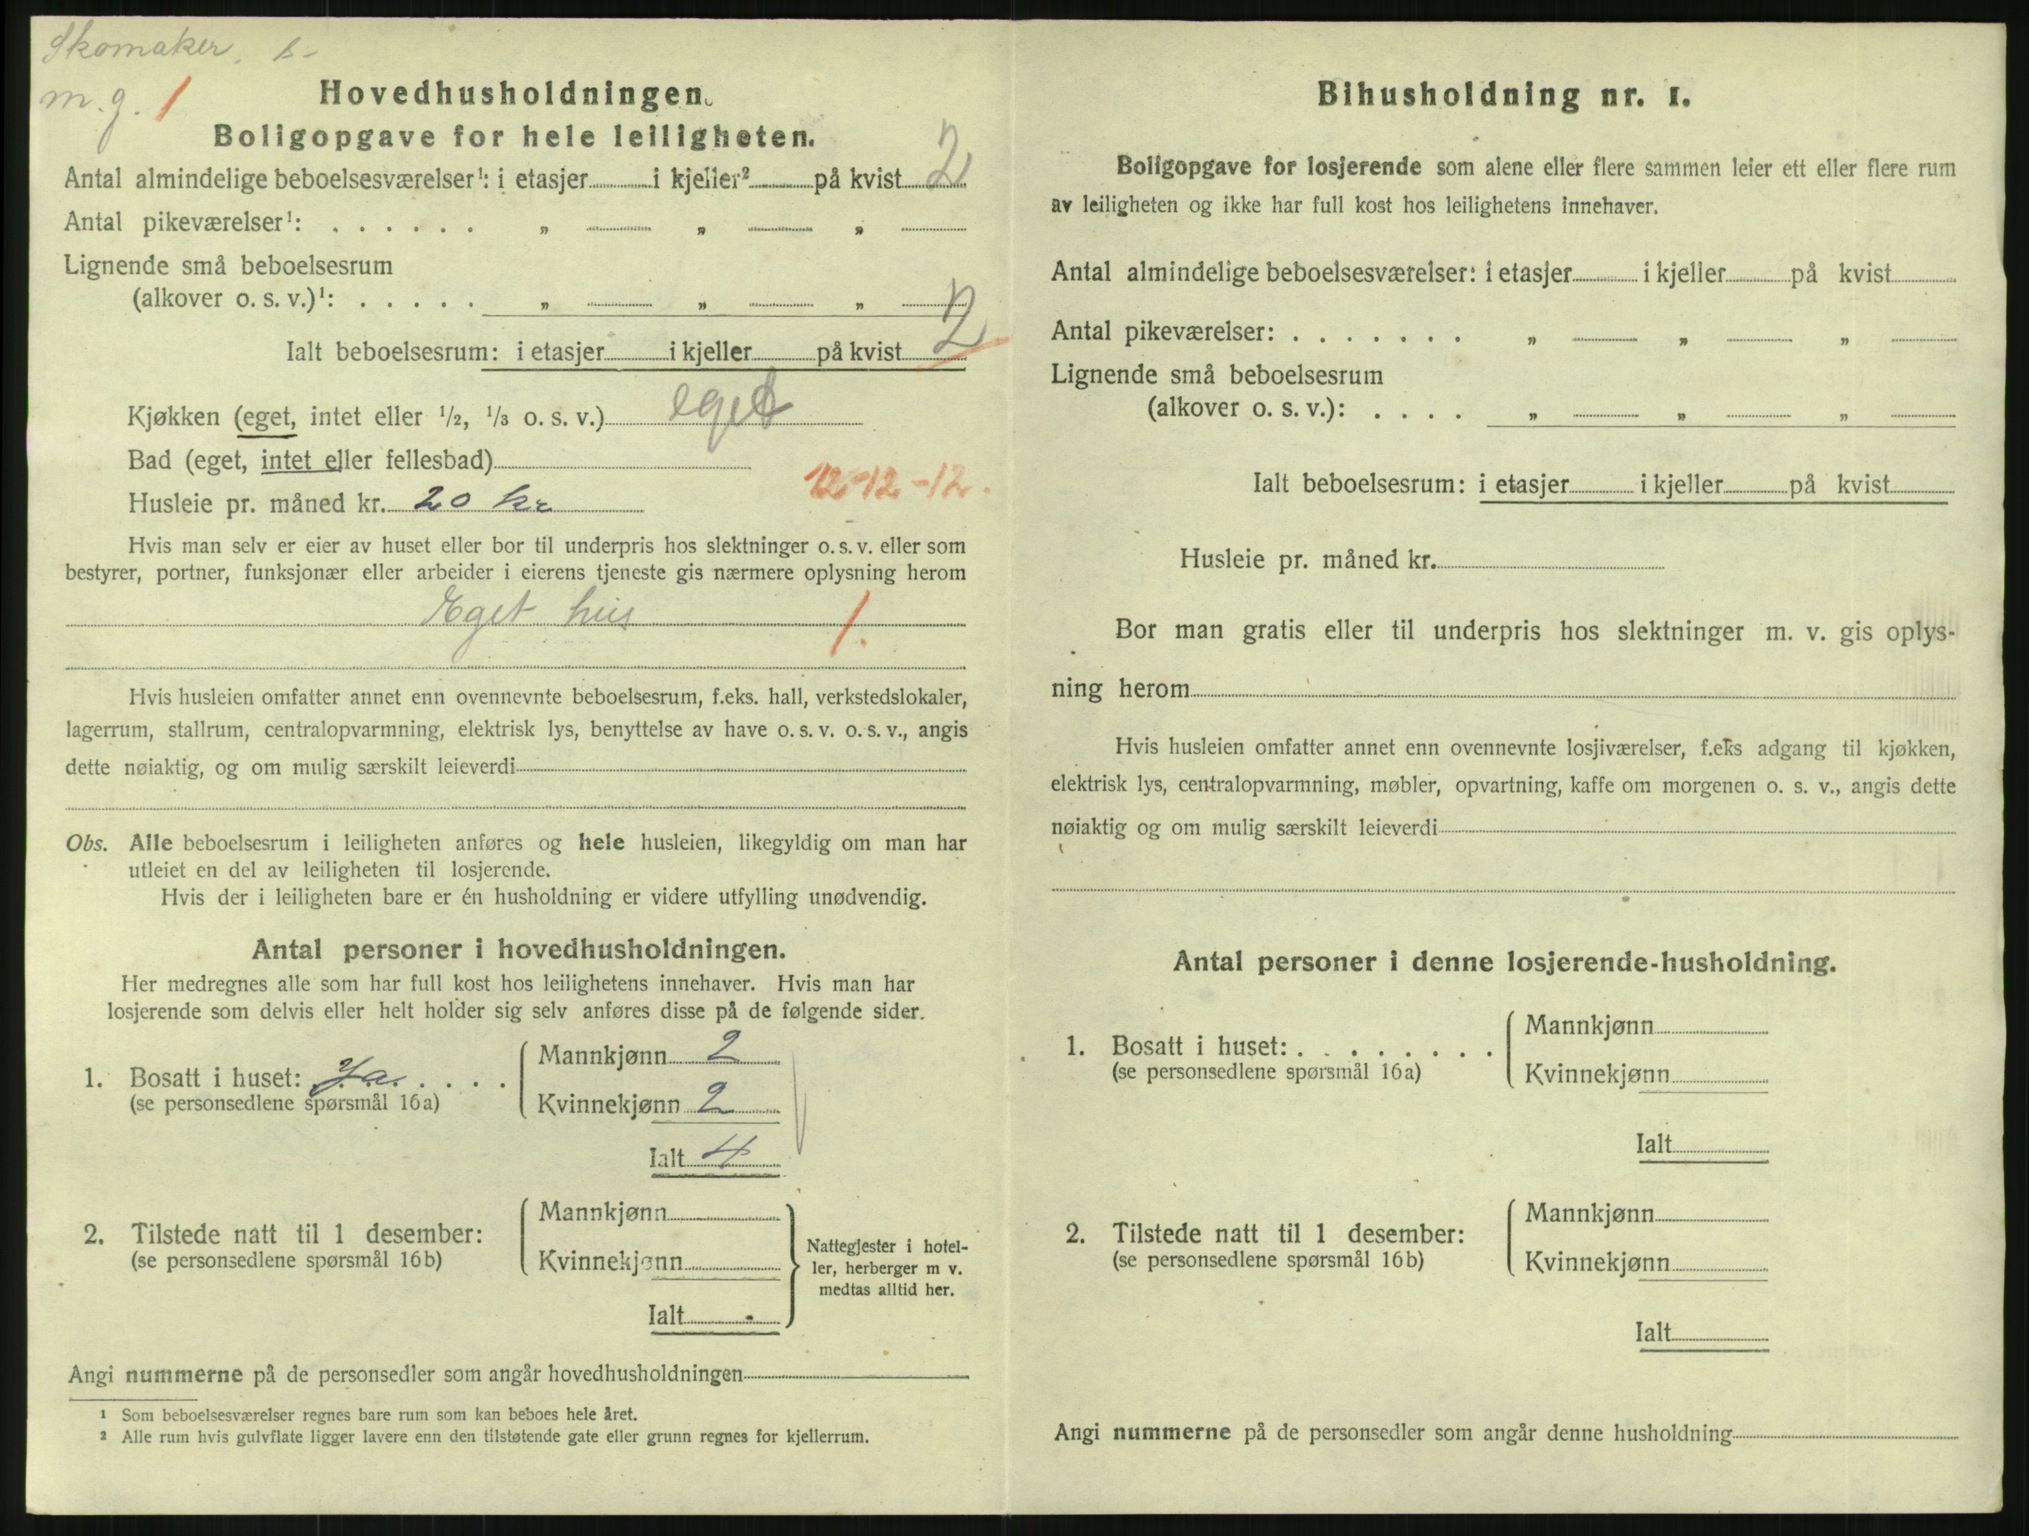 Skomaker. s-
m. g. 1
Hovedhusholdningen.
Boligopgave for hele leiligheten.
Antal almindelige beboelsesværelser¹: i etasjer i kjeller² på kvist 2
Antal pikeværelser¹: . . . . . . „ „ „
Lignende små beboelsesrum
(alkover o. s. v.)¹: . . . . . „ „ „
Ialt beboelsesrum: i etasjer i kjeller på kvist 2
Kjøkken (eget, intet eller 1/2, 1/3 o. s. v.) eget
Bad (eget, intet eller fellesbad)
12-12-12.
Husleie pr. måned kr. 20 kr
Hvis man selv er eier av huset eller bor til underpris hos slektninger o. s. v. eller som
bestyrer, portner, funksjonær eller arbeider i eierens tjeneste gis nærmere oplysning herom
Eget hus 1.
Hvis husleien omfatter annet enn ovennevnte beboelsesrum, f.eks. hall, verkstedslokaler,
lagerrum, stallrum, centralopvarmning, elektrisk lys, benyttelse av have o. s. v. o. s. v., angis
dette nøiaktig, og om mulig særskilt leieverdi
Obs. Alle beboelsesrum i leiligheten anføres og hele husleien, likegyldig om man har
utleiet en del av leiligheten til losjerende.
Hvis der i leiligheten bare er én husholdning er videre utfylling unødvendig.
Antal personer i hovedhusholdningen.
Her medregnes alle som har full kost hos leilighetens innehaver. Hvis man har
losjerende som delvis eller helt holder sig selv anføres disse på de følgende sider.
1. Bosatt i huset: Ja. . . . .
(se personsedlene spørsmål 16a)
Mannkjønn 2
Kvinnekjønn 2
Ialt 4
2. Tilstede natt til 1 desember:
(se personsedlene spørsmål 16b)
Mannkjønn
Kvinnekjønn
Ialt
Nattegjester i hotel-
ler, herberger m v.
medtas alltid her.
Angi nummerne på de personsedler som angår hovedhusholdningen
¹ Som beboelsesværelser regnes bare rum som kan beboes hele året.
² Alle rum hvis gulvflate ligger lavere enn den tilstøtende gate eller grunn regnes for kjellerrum.
Bihusholdning nr. 1.
Boligopgave for losjerende som alene eller flere sammen leier ett eller flere rum
av leiligheten og ikke har full kost hos leilighetens innehaver.
Antal almindelige beboelsesværelser: i etasjer i kjeller på kvist
Antal pikeværelser: . . . . . . . „ „ „
Lignende små beboelsesrum
(alkover o. s. v.): . . . . „ „ „
Ialt beboelsesrum: i etasjer i kjeller på kvist
Husleie pr. måned kr.
Bor man gratis eller til underpris hos slektninger m. v. gis oplys-
ning herom
Hvis husleien omfatter annet enn ovennevnte losjiværelser, f.eks adgang til kjøkken,
elektrisk lys, centralopvarmning, møbler, opvartning, kaffe om morgenen o. s. v., angis dette
nøiaktig og om mulig særskilt leieverdi
Antal personer i denne losjerende-husholdning.
1. Bosatt i huset: . . . . . . . .
(se personsedlene spørsmål 16a)
Mannkjønn
Kvinnekjønn
Ialt
2. Tilstede natt til 1 desember:
(se personsedlene spørsmål 16b)
Mannkjønn
Kvinnekjønn
Ialt
Angi nummerne på de personsedler som angår denne husholdning